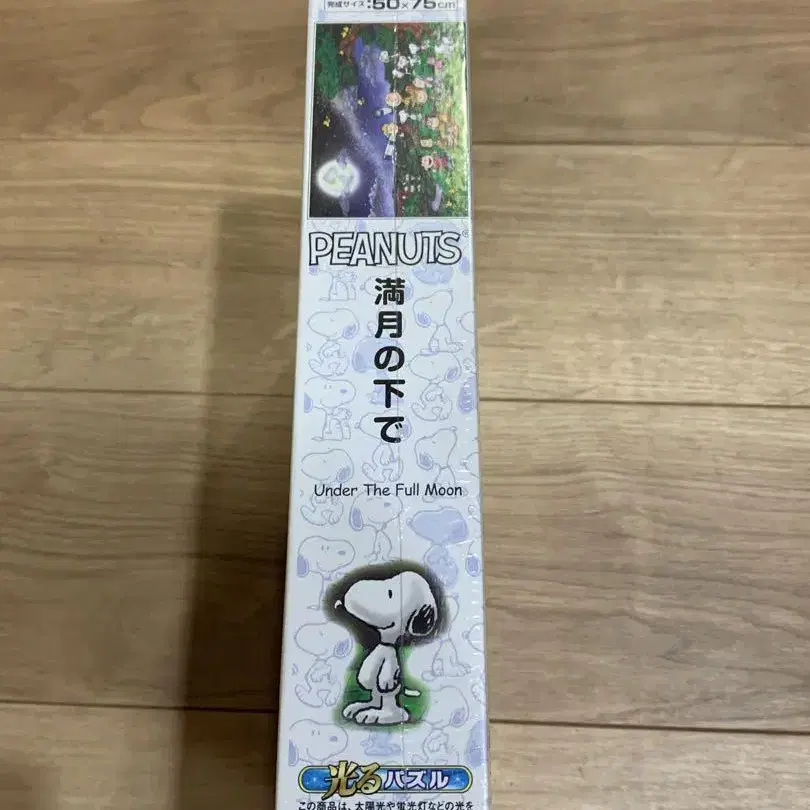 完成サイズ:50×75cm
PEANUTS®
満月の下で
Under The Full Moon
光るパズル
この商品は、太陽光や蛍光灯などの光を